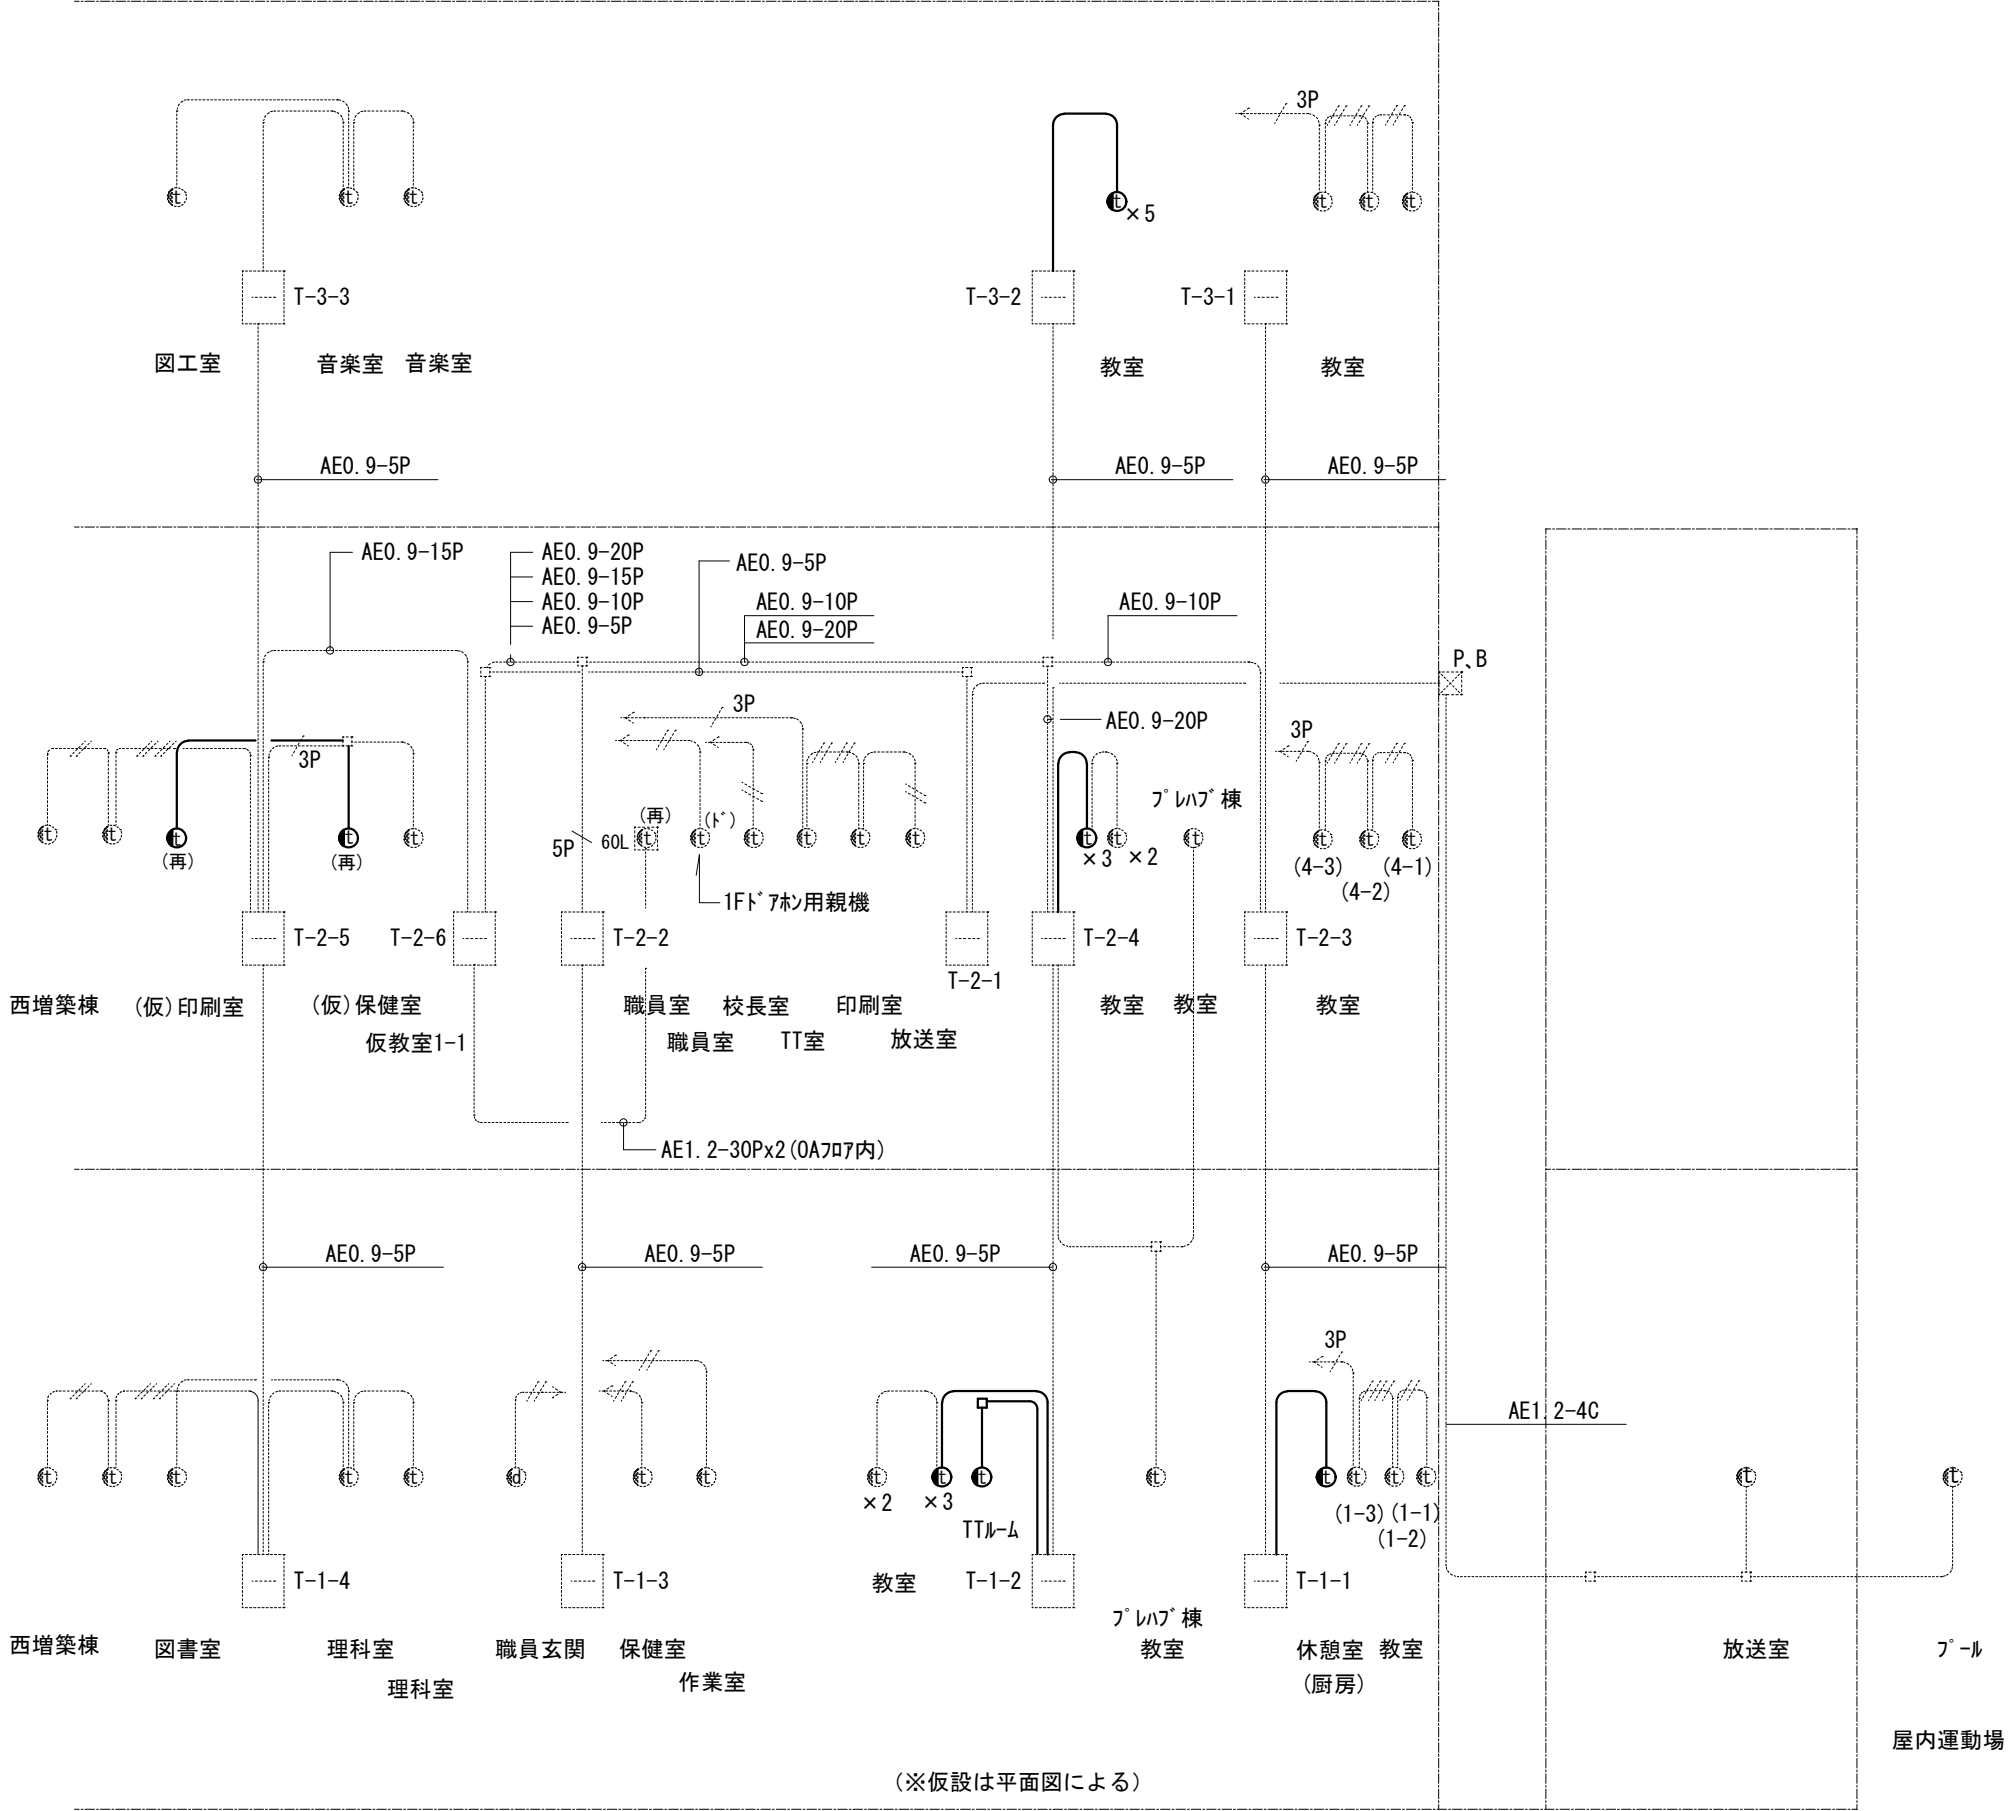 3P
t t t
t
×5
t t t
T-3-3
T-3-2
T-3-1
図工室
音楽室
音楽室
教室
教室
AE0.9-5P
AE0.9-5P
AE0.9-5P
AE0.9-15P
AE0.9-20P
AE0.9-15P
AE0.9-10P
AE0.9-5P
AE0.9-5P
AE0.9-10P
AE0.9-20P
AE0.9-10P
P、B
AE0.9-20P
3P
3P
3P
プレハブ棟
t t t t t
(再)
(再)
5P
60L
(再)
t
(ド)
t t t t t
t t t
×3
×2
t t t
(4-3)
(4-2)
(4-1)
1Fドアホン用親機
T-2-5
T-2-6
T-2-2
T-2-1
T-2-4
T-2-3
西増築棟
(仮)印刷室
(仮)保健室
仮教室1-1
職員室
職員室
校長室
TT室
印刷室
放送室
教室
教室
教室
AE1.2-30Px2(OAフロア内)
AE0.9-5P
AE0.9-5P
AE0.9-5P
AE0.9-5P
3P
AE1.2-4C
t t t t t
d t t
t t t
×2
×3
TTルーム
t
t t t t
(1-3)
(1-1)
(1-2)
t
t
T-1-4
T-1-3
教室
T-1-2
T-1-1
西増築棟
図書室
理科室
理科室
職員玄関
保健室
作業室
プレハブ棟
教室
休憩室
(厨房)
教室
放送室
プール
屋内運動場
(※仮設は平面図による)